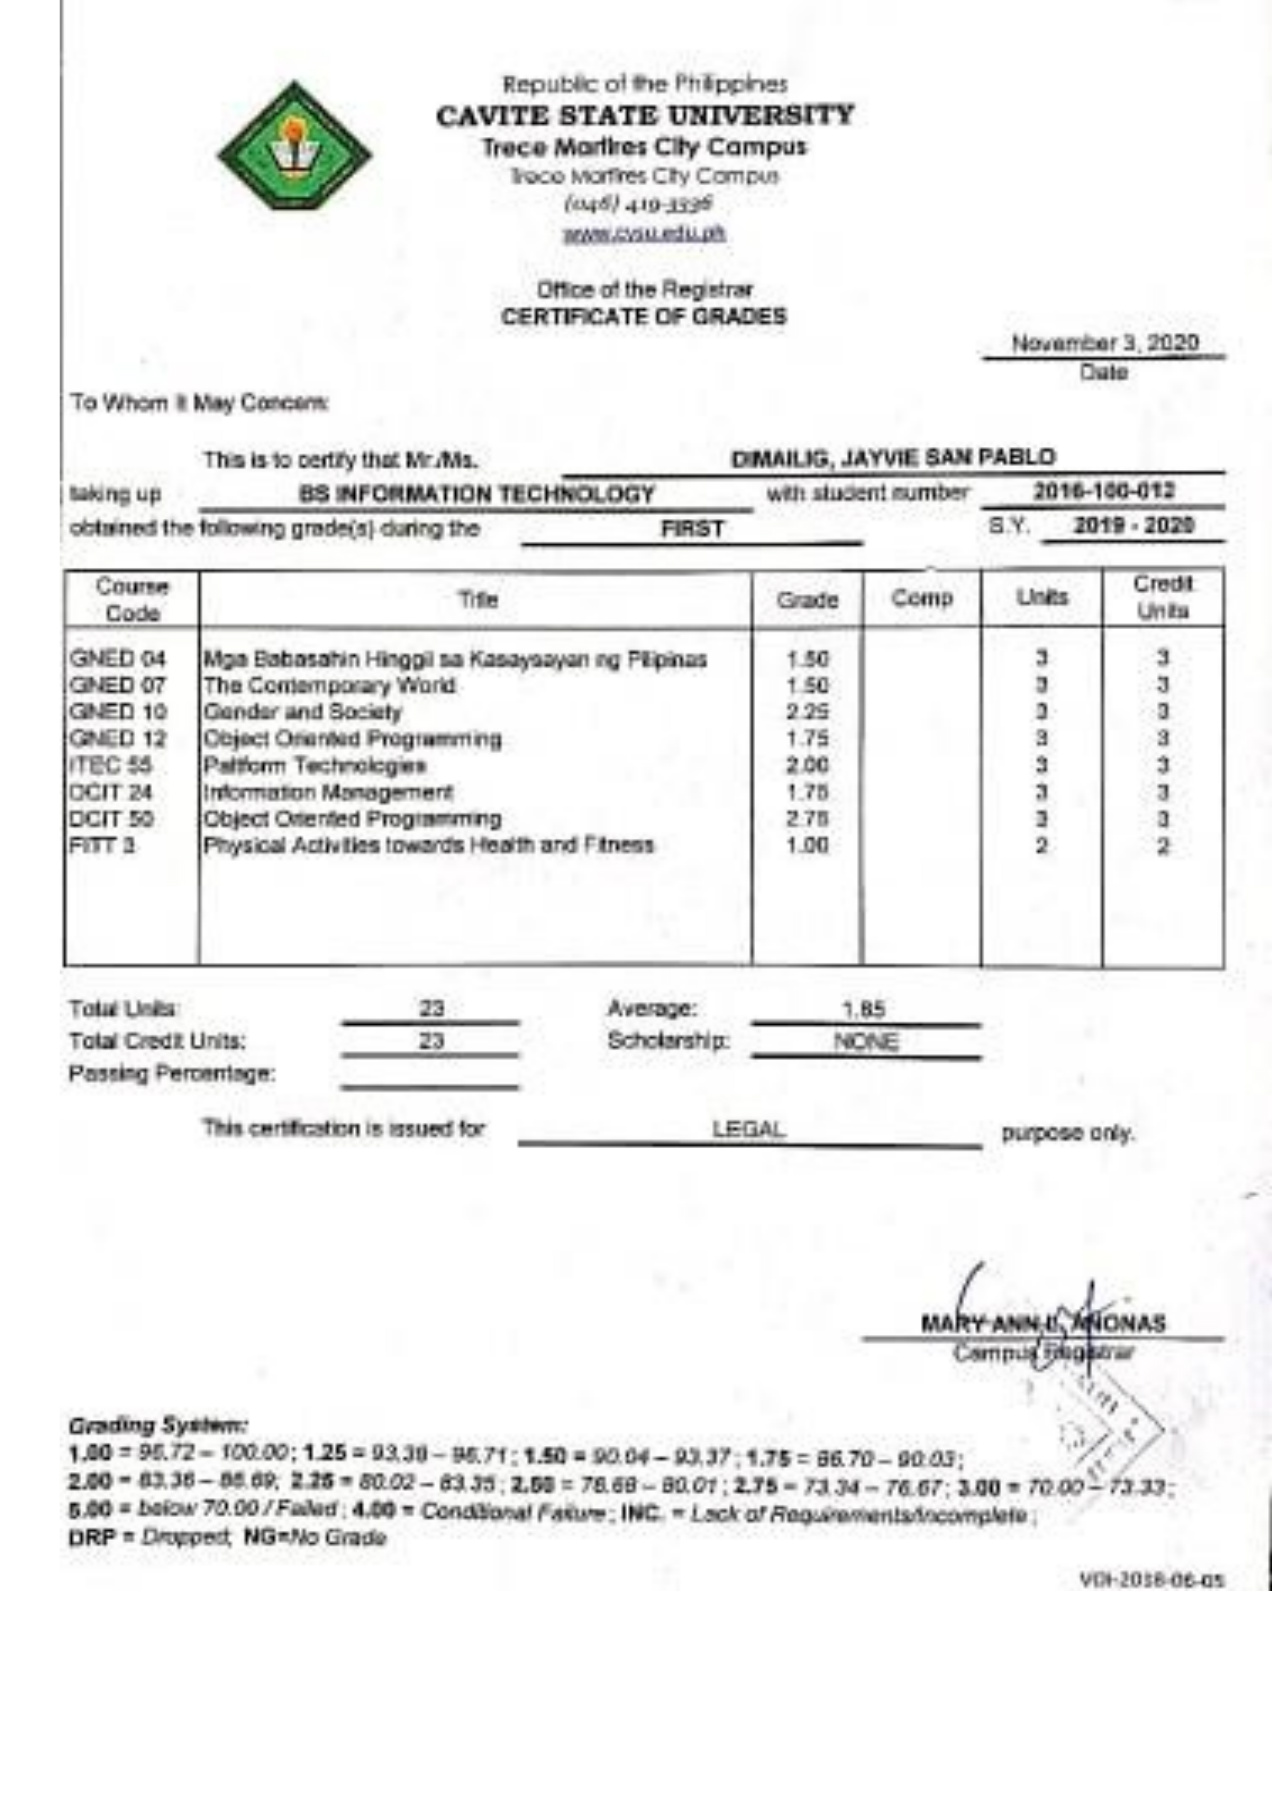 Republic of the Philippines
CAVITE STATE UNIVERSITY
Trece Martires City Campus
Trece Martires City Campus
(046) 419-3336
www.cvsu.edu.ph
Office of the Registrar
CERTIFICATE OF GRADES
November 3, 2020
Date
To Whom It May Concern:
This is to certify that Mr./Ms. DIMAILIG, JAYVIE SAN PABLO
taking up BS INFORMATION TECHNOLOGY with student number 2016-100-012
obtained the following grade(s) during the FIRST S.Y. 2019 - 2020
Course Code Title Grade Comp Units Credit Units
GNED 04 Mga Babasahin Hinggil sa Kasaysayan ng Pilipinas 1.50 3 3
GNED 07 The Contemporary World 1.50 3 3
GNED 10 Gender and Society 2.25 3 3
GNED 12 Object Oriented Programming 1.75 3 3
ITEC 55 Paltform Technologies 2.00 3 3
DCIT 24 Information Management 1.75 3 3
DCIT 50 Object Oriented Programming 2.75 3 3
FITT 3 Physical Activities towards Health and Fitness 1.00 2 2
Total Units: 23 Average: 1.85
Total Credit Units: 23 Scholarship: NONE
Passing Percentage:
This certification is issued for LEGAL purpose only.
MARY ANN ANONAS
Campus Registrar
Grading System:
1.00 = 96.72 – 100.00; 1.25 = 93.38 – 96.71; 1.50 = 90.04 – 93.37; 1.75 = 86.70 – 90.03;
2.00 = 83.36 – 86.69; 2.25 = 80.02 – 83.35; 2.50 = 76.68 – 80.01; 2.75 = 73.34 – 76.67; 3.00 = 70.00 – 73.33;
5.00 = below 70.00 / Failed; 4.00 = Conditional Failure; INC. = Lack of Requirements/Incomplete;
DRP = Dropped; NG=No Grade
V01-2018-06-05